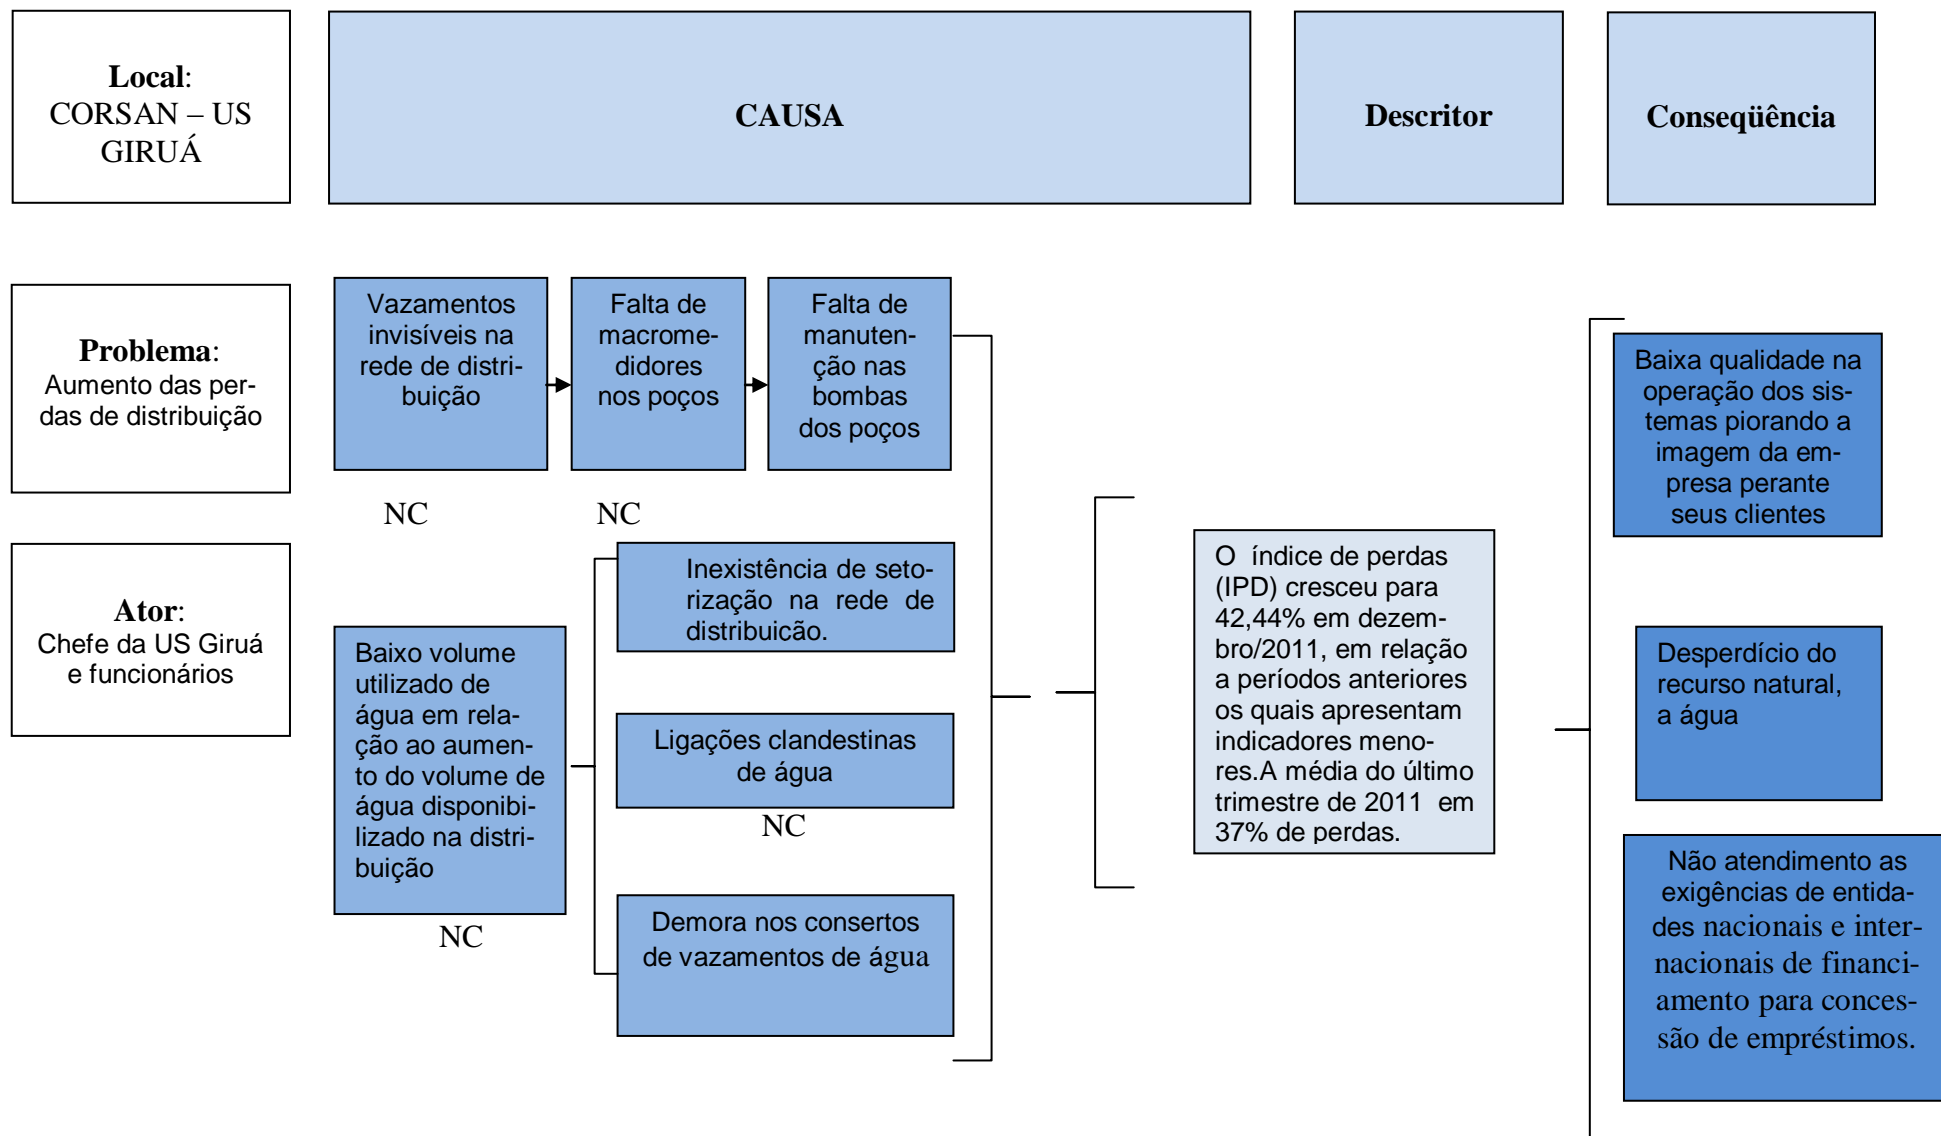 Local:
CORSAN – US
GIRUÁ
CAUSA
Descritor
Conseqüência
Problema:
Aumento das per-
das de distribuição
Vazamentos
invisíveis na
rede de distri-
buição
Falta de
macrome-
didores
nos poços
Falta de
manuten-
ção nas
bombas
dos poços
NC
NC
Ator:
Chefe da US Giruá
e funcionários
Baixo volume
utilizado de
água em rela-
ção ao aumen-
to do volume de
água disponibi-
lizado na distri-
buição
NC
Inexistência de seto-
rização na rede de
distribuicão.
Ligações clandestinas
de água
NC
Demora nos consertos
de vazamentos de água
O índice de perdas
(IPD) cresceu para
42,44% em dezem-
bro/2011, em relação
a períodos anteriores
os quais apresentam
indicadores meno-
res.A média do último
trimestre de 2011 em
37% de perdas.
Baixa qualidade na
operação dos sis-
temas piorando a
imagem da em-
presa perante
seus clientes
Desperdício do
recurso natural,
a água
Não atendimento as
exigências de entida-
des nacionais e inter-
nacionais de financi-
amento para conces-
são de empréstimos.